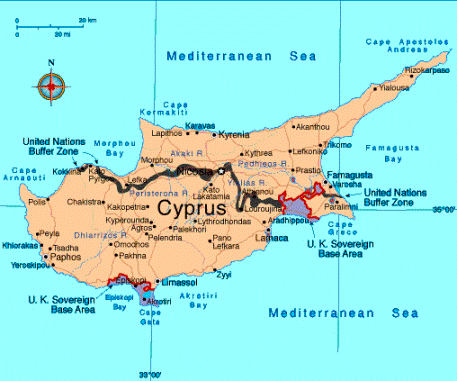 0 20 km
0 20 mi
Mediterranean Sea
Cape Apostolos
Andreas
Rizokarpaso
Yialousa
N
Cape
Kormakiti
Karavas
Lapithos
Kyrenia
Akanthou
Morphou
Bay
United Nations
Buffer Zone
Lefkoniko
Trikomo
Famagusta
Bay
Kythrea
Akaki R.
Morphou
Nicosia
Pedhieos R.
Prastio
Cape
Arnauti
Kokkina
Kato
Pyrgos
Lefka
Famagusta
Varosha
Peristerona R.
Yialias R.
Kato
Lakatamia
Athienou
United Nations
Buffer Zone
Polis
Chakistra
Kakopetria
Cyprus
Louroujina
Paralimni
35°00'
Kyperounda
Lythrodhondas
Aradhippou
Cape
Greco
Peyia
Agros
Palekhori
Dhiarrizos R.
Pelendria
Larnaca
Khlorakas
Tsadha
Omodhos
Pano
Lefkara
U. K. Sovereign
Base Area
Paphos
Pakhna
Yeroskipou
Zyyi
Episkopi
Limassol
U. K. Sovereign
Base Area
Episkopi
Bay
Akrotiri
Akrotiri
Bay
Cape
Gata
Mediterranean Sea
33°00'